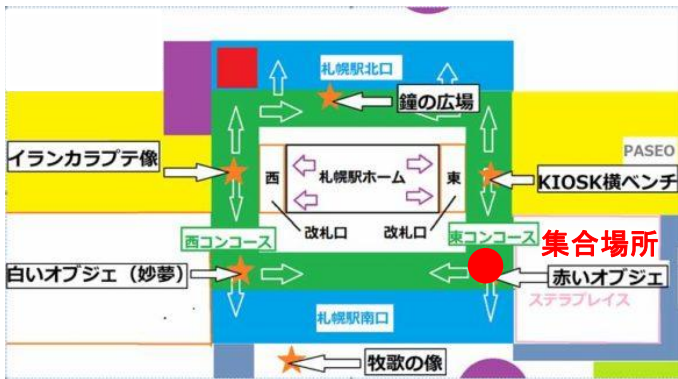 札幌駅北口
鐘の広場
イランカラプテ像
PASEO
西
札幌駅ホーム
東
KIOSK横ベンチ
改札口
改札口
西コンコース
東コンコース
集合場所
白いオブジェ（妙夢）
赤いオブジェ
ステラプレイス
札幌駅南口
牧歌の像